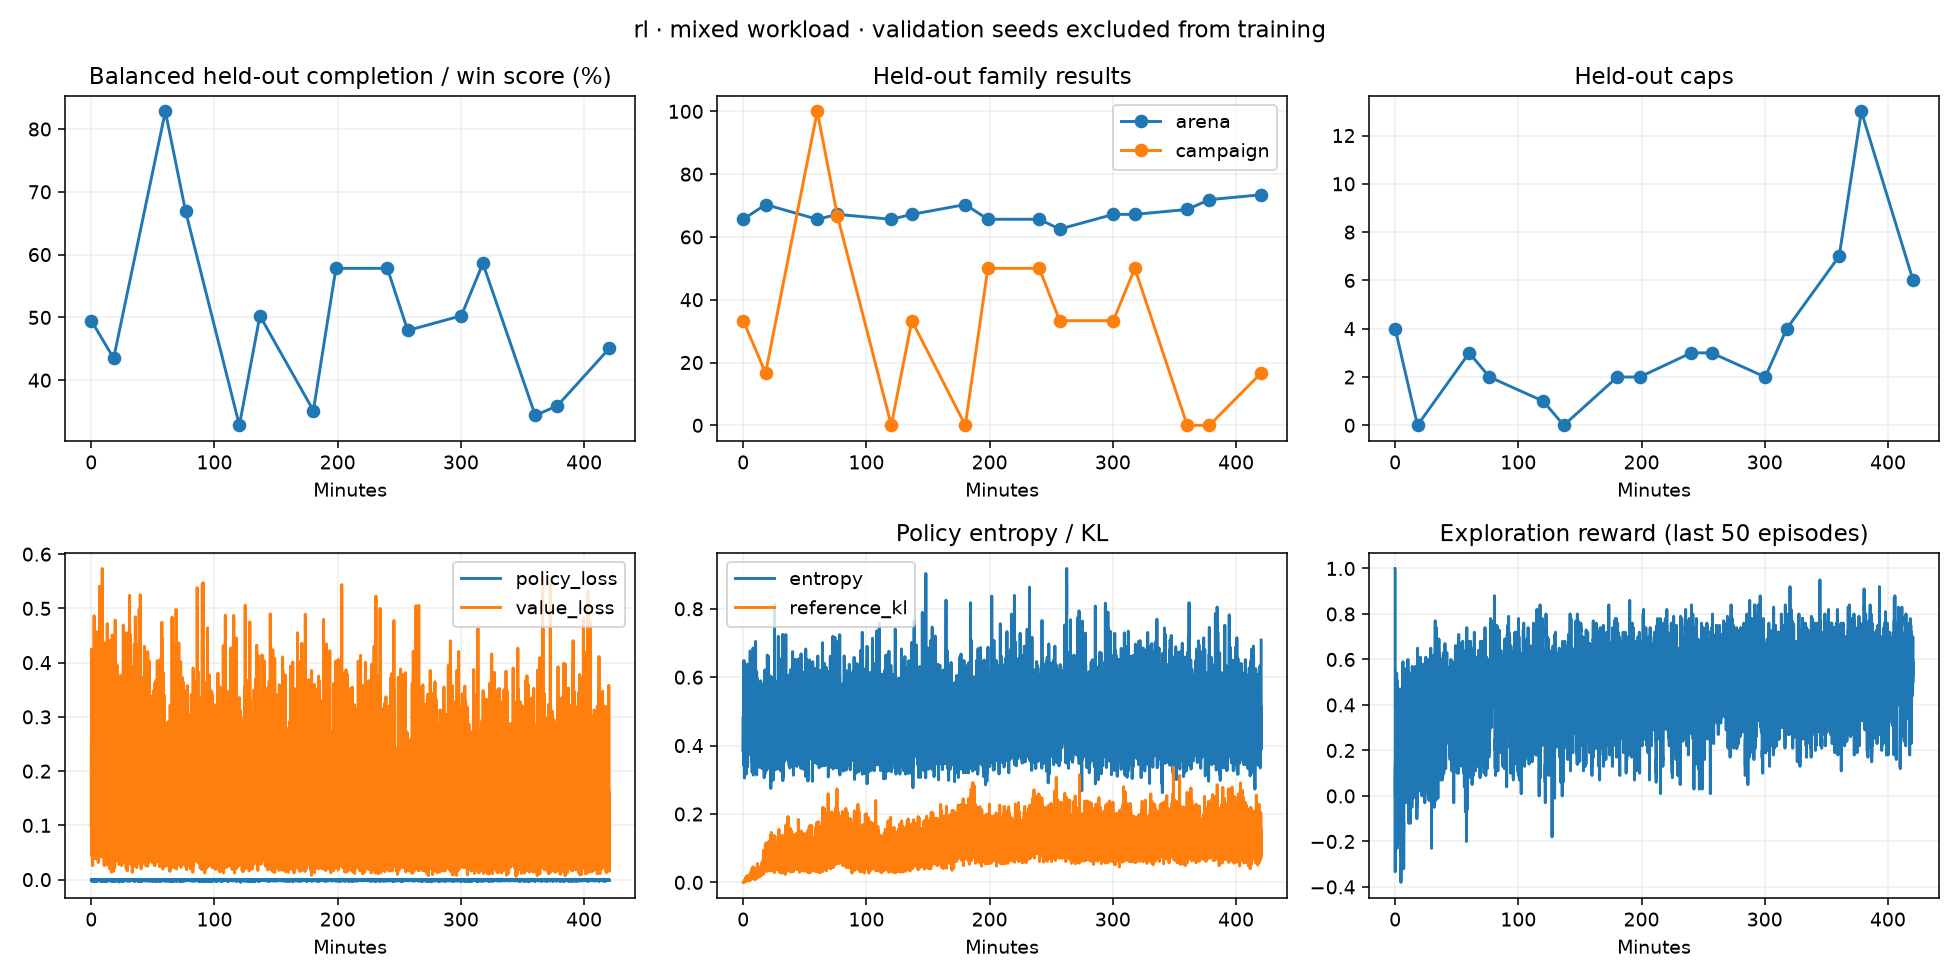 rl · mixed workload · validation seeds excluded from training
Balanced held-out completion / win score (%)
80
70
60
50
40
0 100 200 300 400
Minutes
Held-out family results
arena
campaign
100
80
60
40
20
0
0 100 200 300 400
Minutes
Held-out caps
12
10
8
6
4
2
0
0 100 200 300 400
Minutes
policy_loss
value_loss
0.6
0.5
0.4
0.3
0.2
0.1
0.0
0 100 200 300 400
Minutes
Policy entropy / KL
entropy
reference_kl
0.8
0.6
0.4
0.2
0.0
0 100 200 300 400
Minutes
Exploration reward (last 50 episodes)
1.0
0.8
0.6
0.4
0.2
0.0
−0.2
−0.4
0 100 200 300 400
Minutes